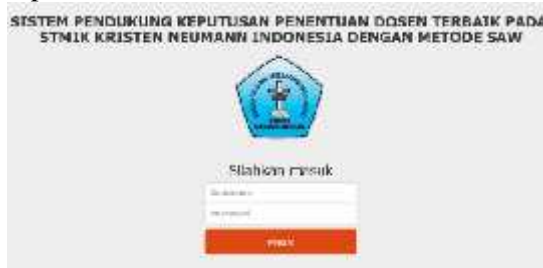 SISTEM PENDUKUNG KEPUTUSAN PENENTUAN DOSEN TERBAIK PADA
STMIK KRISTEN NEUMANN INDONESIA DENGAN METODE SAW
Silahkan masuk